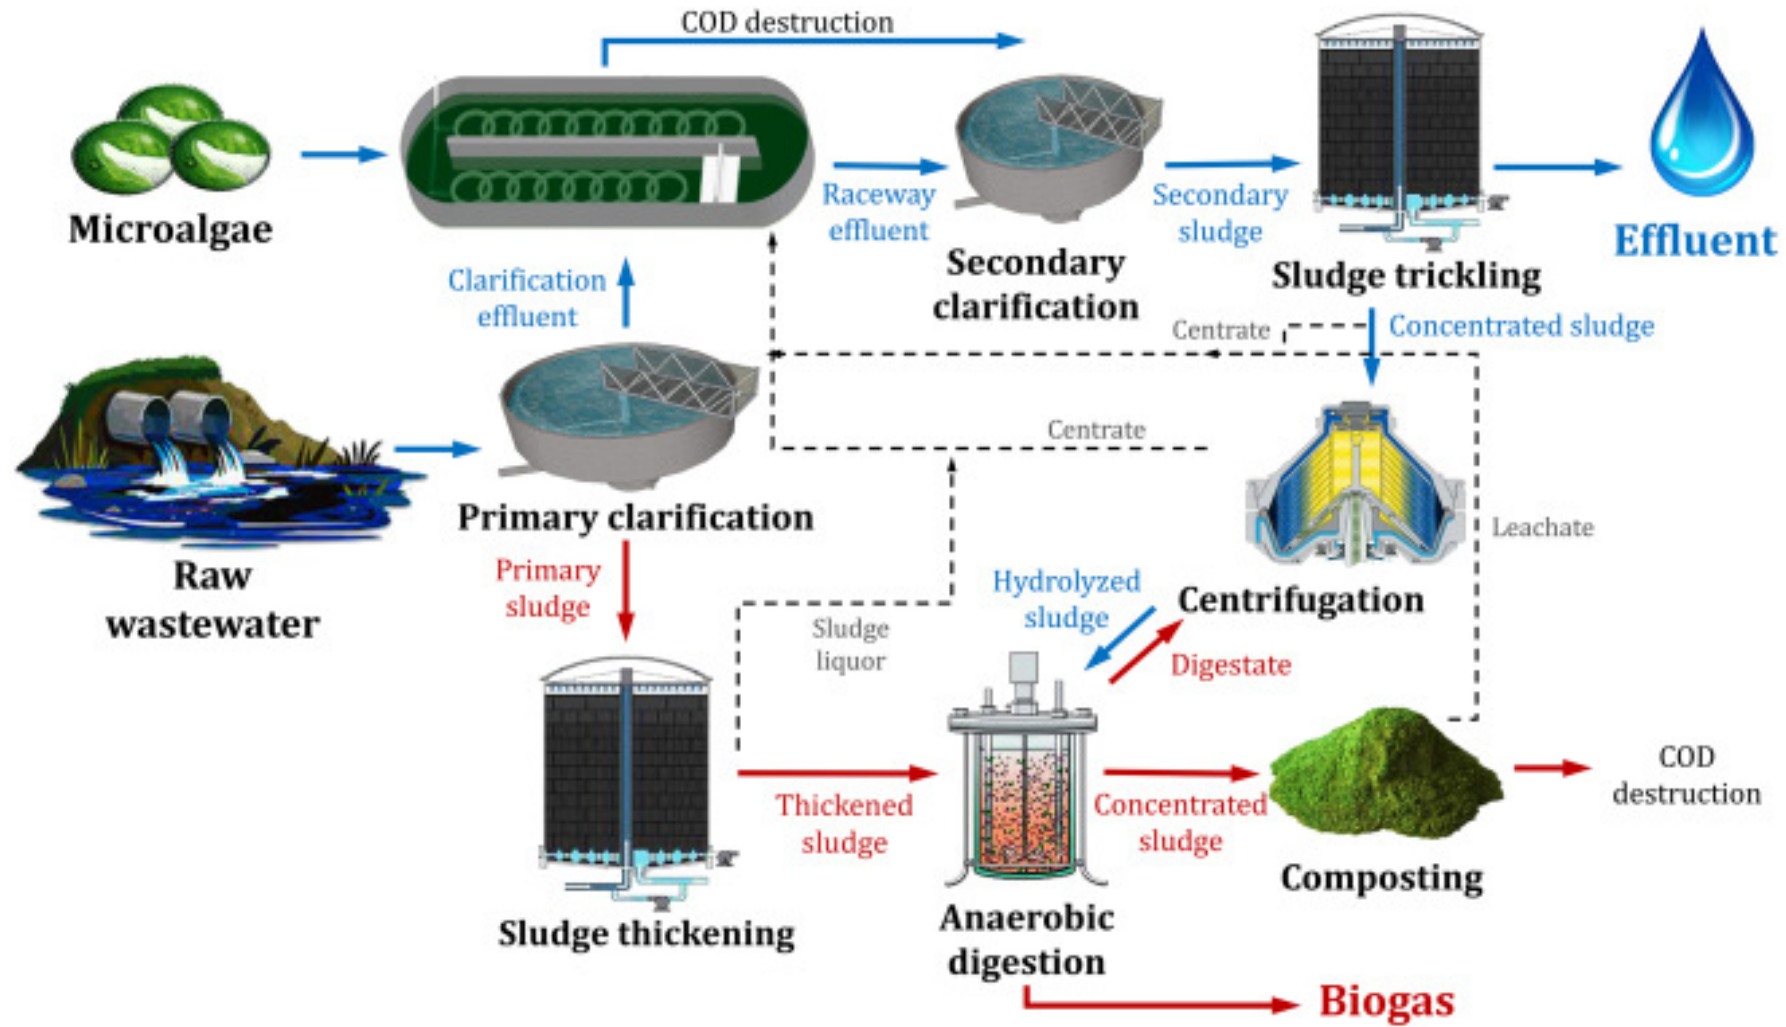 COD destruction
Microalgae
Raceway
effluent
Secondary
clarification
Secondary
sludge
Sludge trickling
Effluent
Clarification
effluent
Centrate
Concentrated sludge
Raw
wastewater
Primary clarification
Centrate
Leachate
Primary
sludge
Sludge
liquor
Hydrolyzed
sludge
Centrifugation
Digestate
Thickened
sludge
Concentrated
sludge
COD
destruction
Composting
Sludge thickening
Anaerobic
digestion
Biogas